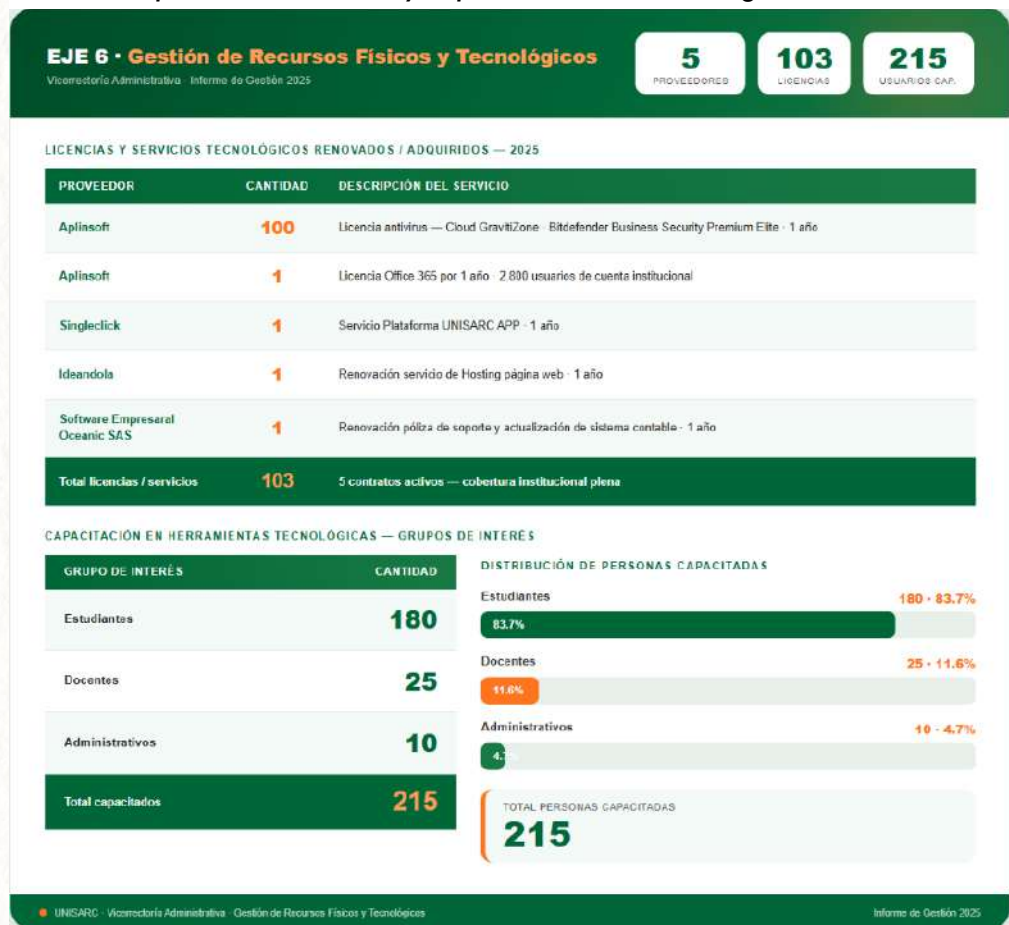 EJE 6 · Gestión de Recursos Físicos y Tecnológicos
Vicerrectoría Administrativa · Informe de Gestión 2025
5
PROVEEDORES
103
LICENCIAS
215
USUARIOS CAP.
LICENCIAS Y SERVICIOS TECNOLÓGICOS RENOVADOS / ADQUIRIDOS — 2025
PROVEEDOR CANTIDAD DESCRIPCIÓN DEL SERVICIO
Aplinsoft 100 Licencia antivirus — Cloud GravitiZone · Bitdefender Business Security Premium Elite · 1 año
Aplinsoft 1 Licencia Office 365 por 1 año · 2.800 usuarios de cuenta institucional
Singleclick 1 Servicio Plataforma UNISARC APP · 1 año
Ideandola 1 Renovación servicio de Hosting página web · 1 año
Software Empresaral
Oceanic SAS 1 Renovación póliza de soporte y actualización de sistema contable · 1 año
Total licencias / servicios 103 5 contratos activos — cobertura institucional plena
CAPACITACIÓN EN HERRAMIENTAS TECNOLÓGICAS — GRUPOS DE INTERÉS
GRUPO DE INTERÉS CANTIDAD
Estudiantes 180
Docentes 25
Administrativos 10
Total capacitados 215
DISTRIBUCIÓN DE PERSONAS CAPACITADAS
Estudiantes 180 · 83.7%
83.7%
Docentes 25 · 11.6%
11.6%
Administrativos 10 · 4.7%
4.
TOTAL PERSONAS CAPACITADAS
215
UNISARC · Vicerrectoría Administrativa · Gestión de Recursos Físicos y Tecnológicos
Informe de Gestión 2025